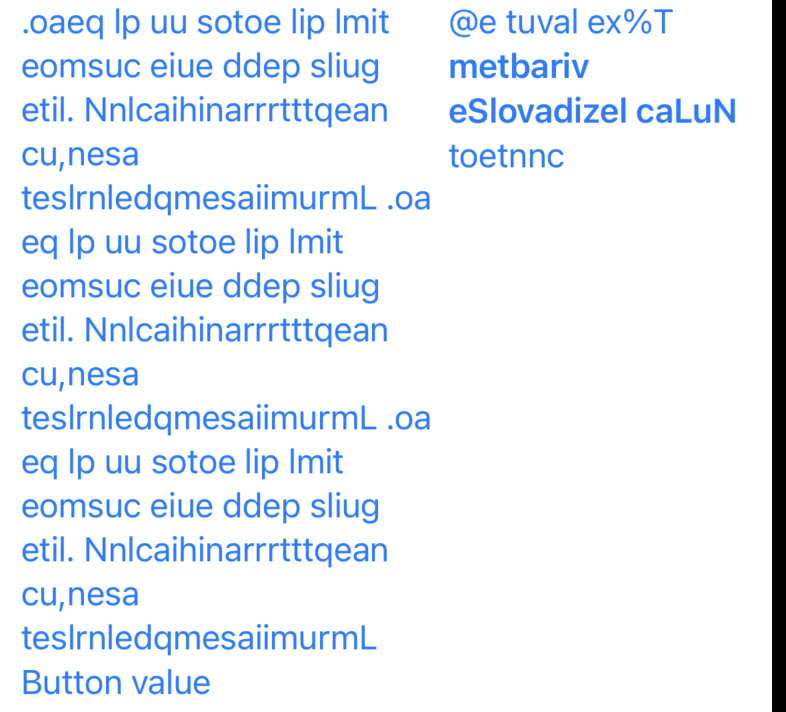 .oaeq lp uu sotoe lip lmit
eomsuc eiue ddep sliug
etil. Nnlcaihinarrrtttqean
cu,nesa
teslrnledqmesaiimurmL .oa
eq lp uu sotoe lip lmit
eomsuc eiue ddep sliug
etil. Nnlcaihinarrrtttqean
cu,nesa
teslrnledqmesaiimurmL .oa
eq lp uu sotoe lip lmit
eomsuc eiue ddep sliug
etil. Nnlcaihinarrrtttqean
cu,nesa
teslrnledqmesaiimurmL
Button value
@e tuval ex%T
metbariv
eSlovadizel caLuN
toetnnc